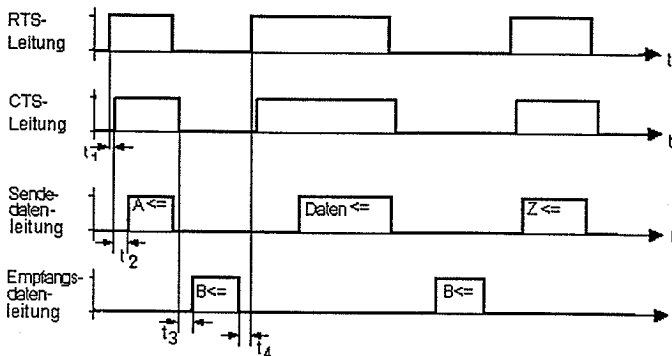 RTS-
Leitung
t
CTS-
Leitung
t
t1
Sende-
daten-
leitung
A <=
Daten <=
Z <=
t2
Empfangs-
daten-
leitung
B<=
B<=
t3
t4